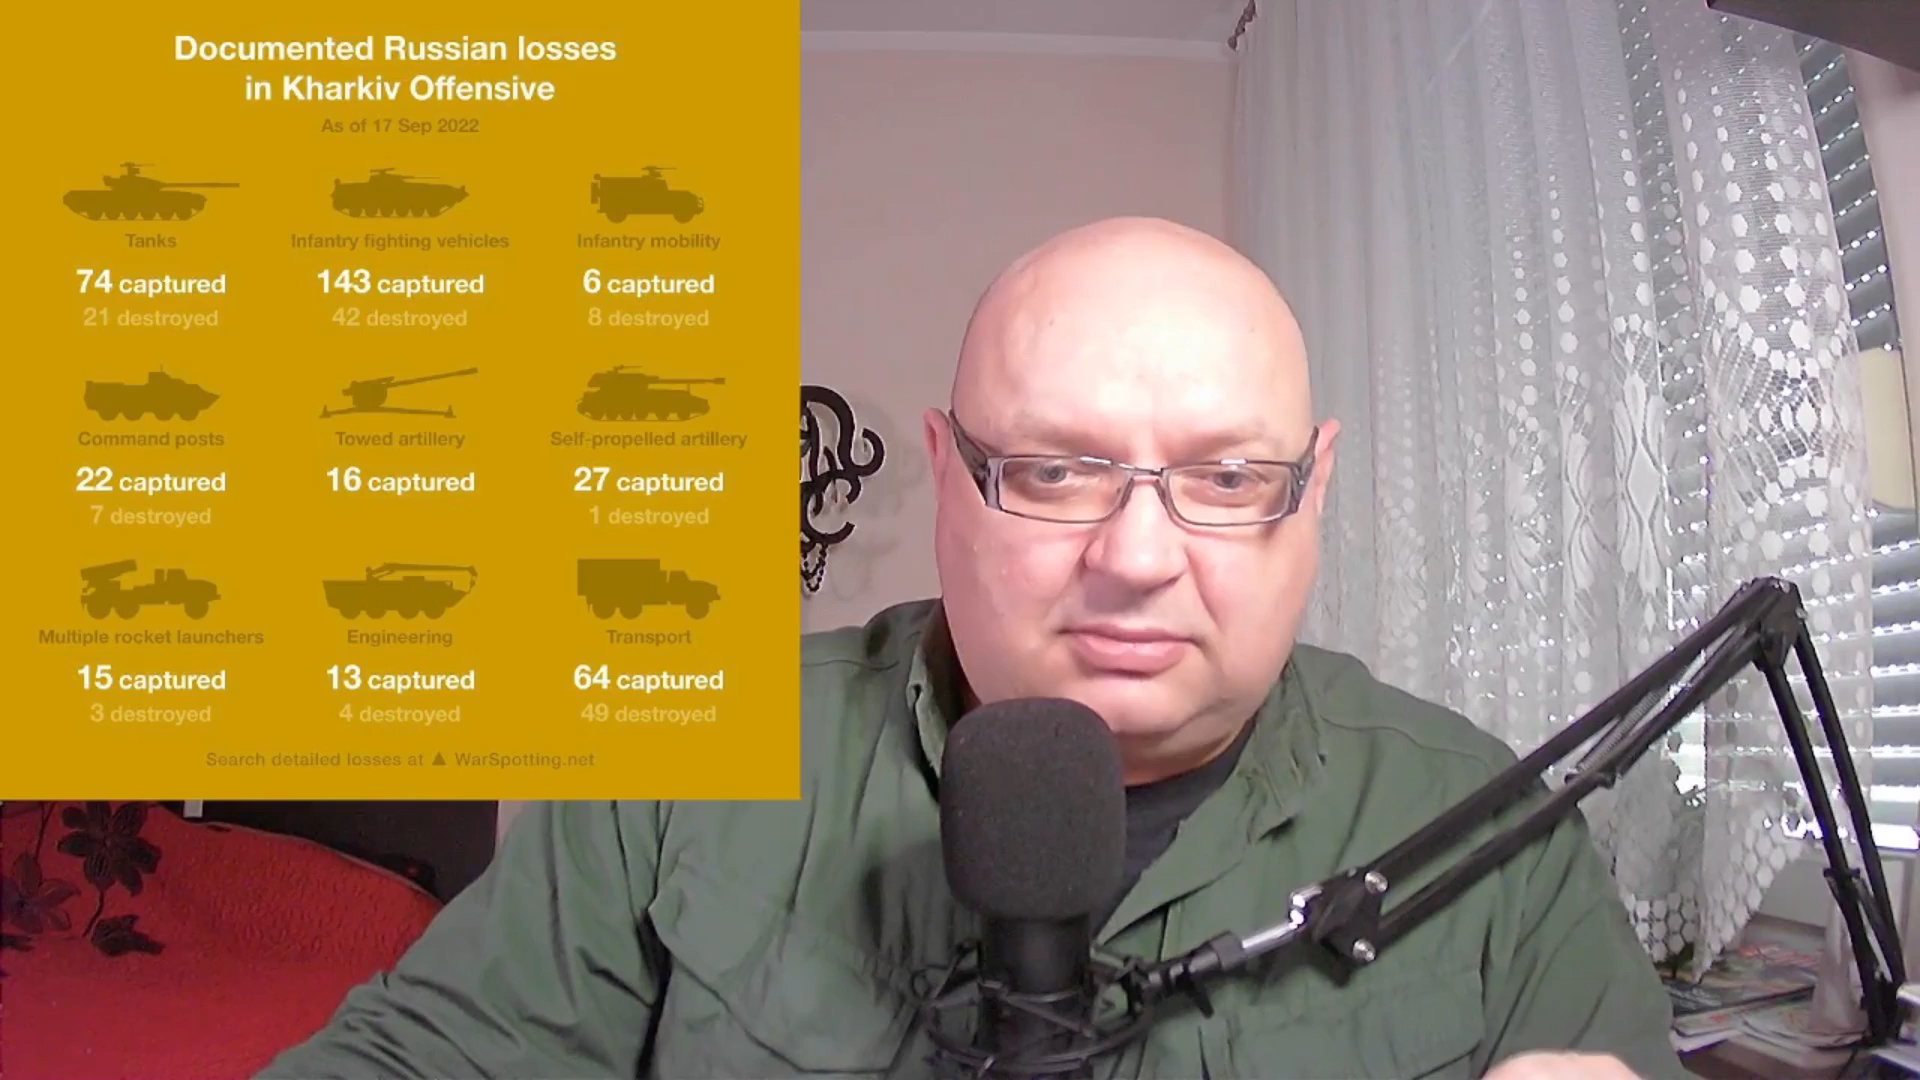 Documented Russian losses
in Kharkiv Offensive
As of 17 Sep 2022
Tanks
74 captured
21 destroyed
Infantry fighting vehicles
143 captured
42 destroyed
Infantry mobility
6 captured
8 destroyed
Command posts
22 captured
7 destroyed
Towed artillery
16 captured
Self-propelled artillery
27 captured
1 destroyed
Multiple rocket launchers
15 captured
3 destroyed
Engineering
13 captured
4 destroyed
Transport
64 captured
49 destroyed
Search detailed losses at ▲ WarSpotting.net